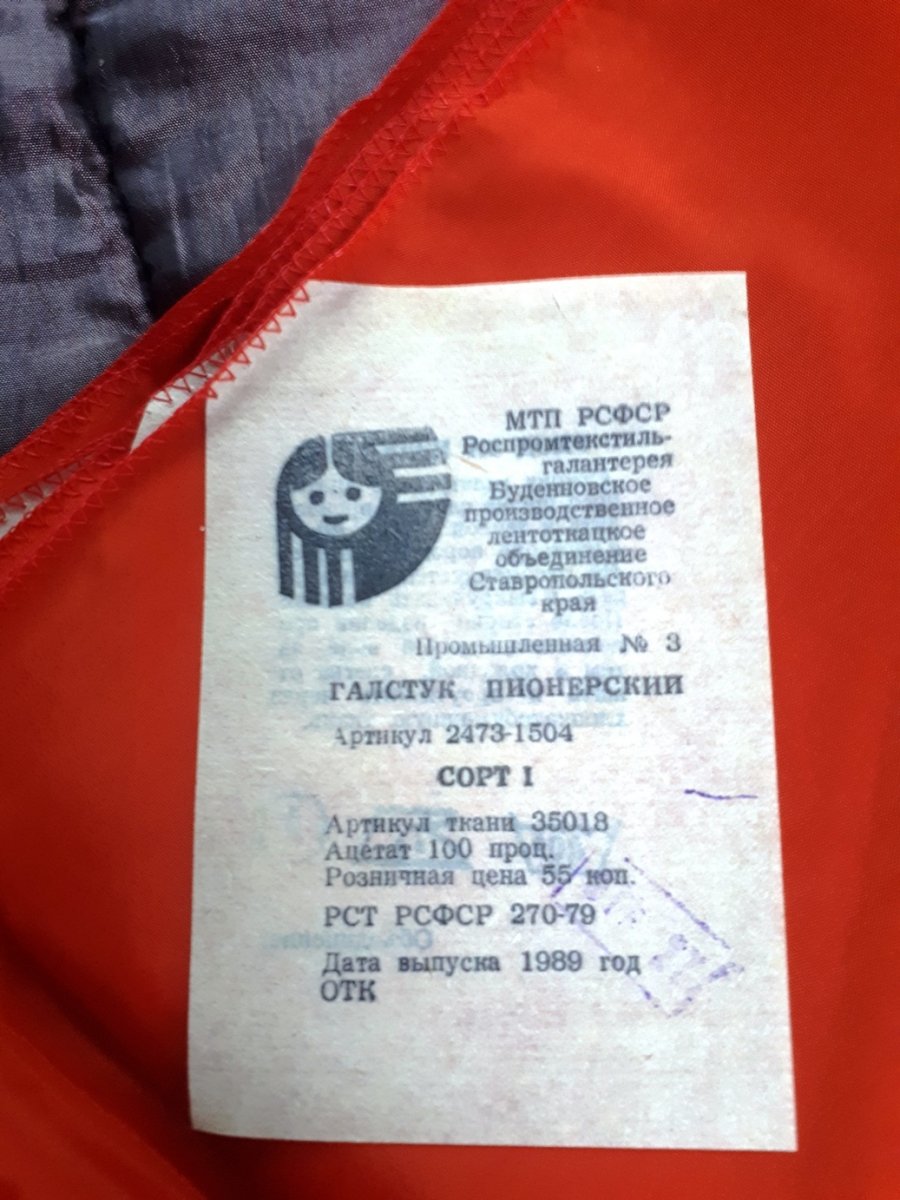 МТП РСФСР
Роспромтекстиль-
галантерея
Буденновское
производственное
лентоткацкое
объединение
Ставропольского
края
Промышленная № 3
ГАЛСТУК ПИОНЕРСКИЙ
Артикул 2473-1504
СОРТ I
Артикул ткани 35018
Ацетат 100 проц.
Розничная цена 55 коп.
РСТ РСФСР 270-79
Дата выпуска 1989 год
ОТК